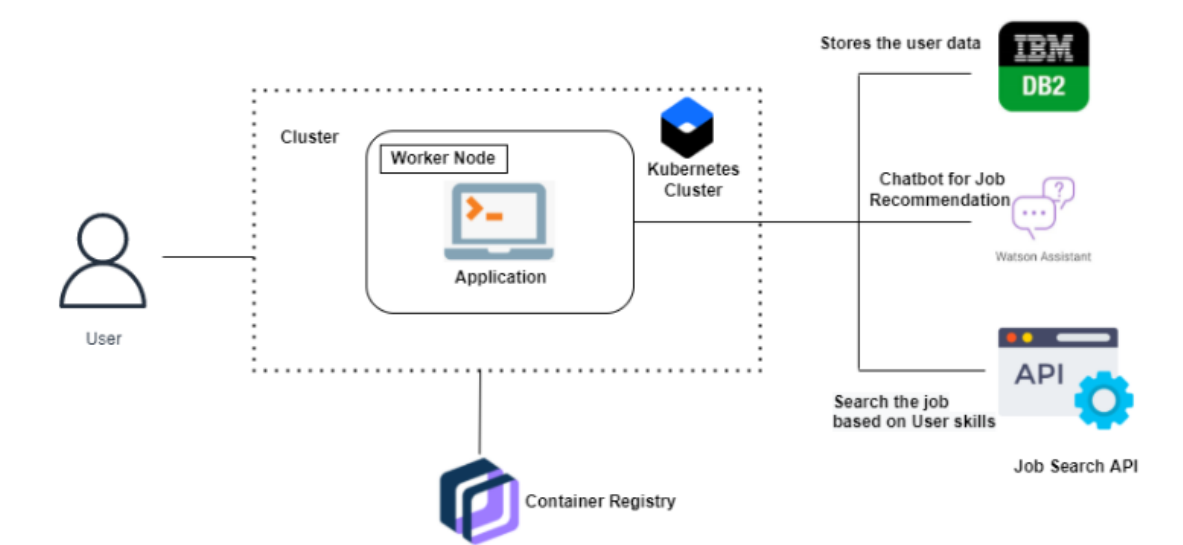 Stores the user data
IBM
DB2
Cluster
Worker Node
Kubernetes
Cluster
Application
Chatbot for Job
Recommendation
Watson Assistant
User
API
Search the job
based on User skills
Job Search API
Container Registry